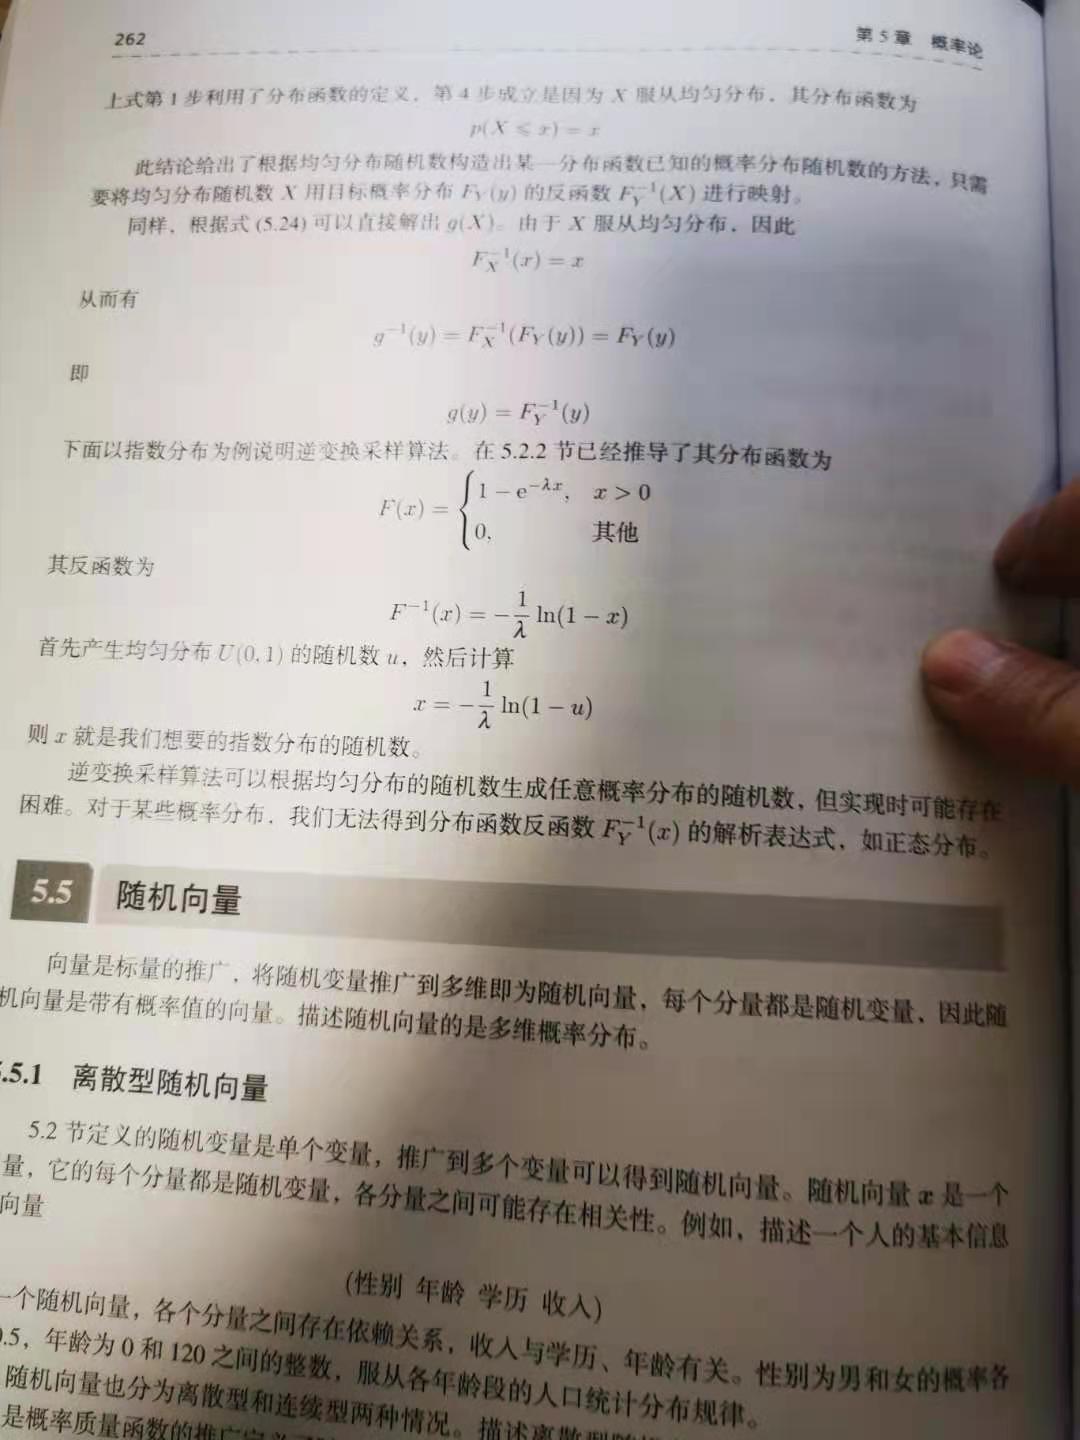 262
第 5 章 概率论
上式第 1 步利用了分布函数的定义，第 4 步成立是因为 X 服从均匀分布，其分布函数为
p(X ⩽ x) = x
此结论给出了根据均匀分布随机数构造出某一分布函数已知的概率分布随机数的方法，只需
要将均匀分布随机数 X 用目标概率分布 F_Y(y) 的反函数 F_Y^{-1}(X) 进行映射。
同样，根据式 (5.24) 可以直接解出 g(X)。由于 X 服从均匀分布，因此
F_X^{-1}(x) = x
从而有
g^{-1}(y) = F_X^{-1}(F_Y(y)) = F_Y(y)
即
g(y) = F_Y^{-1}(y)
下面以指数分布为例说明逆变换采样算法。在 5.2.2 节已经推导了其分布函数为
F(x) = { 1 − e^{−λx}, x > 0
0, 其他
其反函数为
F^{-1}(x) = −1/λ ln(1 − x)
首先产生均匀分布 U(0,1) 的随机数 u，然后计算
x = −1/λ ln(1 − u)
则 x 就是我们想要的指数分布的随机数。
逆变换采样算法可以根据均匀分布的随机数生成任意概率分布的随机数，但实现时可能存在
困难。对于某些概率分布，我们无法得到分布函数反函数 F_Y^{-1}(x) 的解析表达式，如正态分布。
5.5 随机向量
向量是标量的推广，将随机变量推广到多维即为随机向量，每个分量都是随机变量，因此随
机向量是带有概率值的向量。描述随机向量的是多维概率分布。
.5.1 离散型随机向量
5.2 节定义的随机变量是单个变量，推广到多个变量可以得到随机向量。随机向量 x 是一个
量，它的每个分量都是随机变量，各分量之间可能存在相关性。例如，描述一个人的基本信息
向量
(性别 年龄 学历 收入)
一个随机向量，各个分量之间存在依赖关系，收入与学历、年龄有关。性别为男和女的概率各
.5，年龄为 0 和 120 之间的整数，服从各年龄段的人口统计分布规律。
随机向量也分为离散型和连续型两种情况。描述离散型随机
是概率质量函数的推广